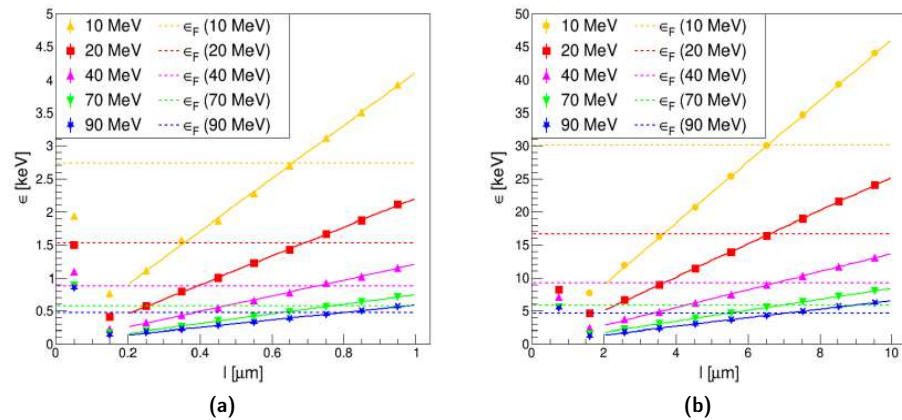 10 MeV ϵ_F (10 MeV)
20 MeV ϵ_F (20 MeV)
40 MeV ϵ_F (40 MeV)
70 MeV ϵ_F (70 MeV)
90 MeV ϵ_F (90 MeV)
ϵ [keV]
5
4.5
4
3.5
3
2.5
2
1.5
1
0.5
0
0 0.2 0.4 0.6 0.8 1
l [μm]
(a)
10 MeV ϵ_F (10 MeV)
20 MeV ϵ_F (20 MeV)
40 MeV ϵ_F (40 MeV)
70 MeV ϵ_F (70 MeV)
90 MeV ϵ_F (90 MeV)
ϵ [keV]
50
45
40
35
30
25
20
15
10
5
0
0 2 4 6 8 10
l [μm]
(b)